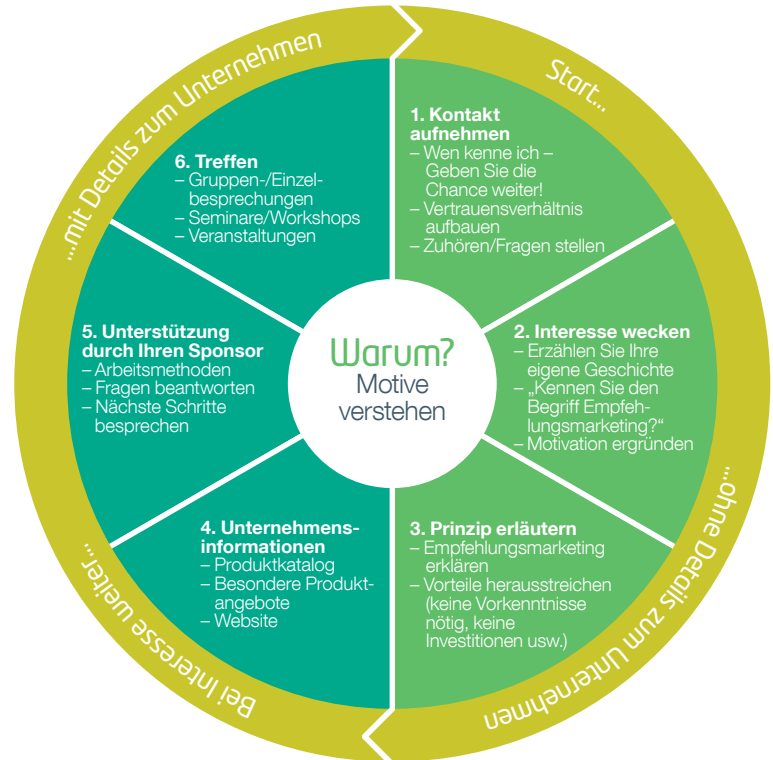 Start...
1. Kontakt
aufnehmen
– Wen kenne ich –
Geben Sie die
Chance weiter!
– Vertrauensverhältnis
aufbauen
– Zuhören/Fragen stellen
2. Interesse wecken
– Erzählen Sie Ihre
eigene Geschichte
– „Kennen Sie den
Begriff Empfeh-
lungsmarketing?“
– Motivation ergründen
...ohne Details zum Unternehmen
3. Prinzip erläutern
– Empfehlungsmarketing
erklären
– Vorteile herausstreichen
(keine Vorkenntnisse
nötig, keine
Investitionen usw.)
Bei Interesse weiter...
4. Unternehmens-
informationen
– Produktkatalog
– Besondere Produkt-
angebote
– Website
5. Unterstützung
durch Ihren Sponsor
– Arbeitsmethoden
– Fragen beantworten
– Nächste Schritte
besprechen
...mit Details zum Unternehmen
6. Treffen
– Gruppen-/Einzel-
besprechungen
– Seminare/Workshops
– Veranstaltungen
Warum?
Motive
verstehen